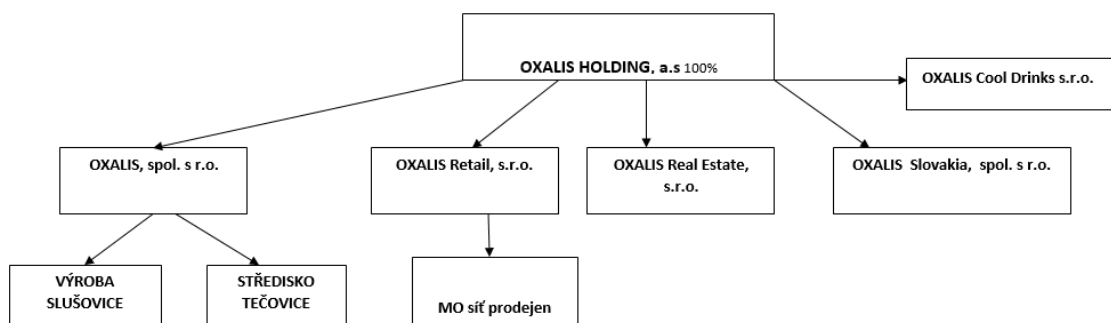 OXALIS HOLDING, a.s 100%
OXALIS Cool Drinks s.r.o.
OXALIS, spol. s r.o.
OXALIS Retail, s.r.o.
OXALIS Real Estate,
s.r.o.
OXALIS Slovakia, spol. s r.o.
VÝROBA
SLUŠOVICE
STŘEDISKO
TEČOVICE
MO síť prodejen